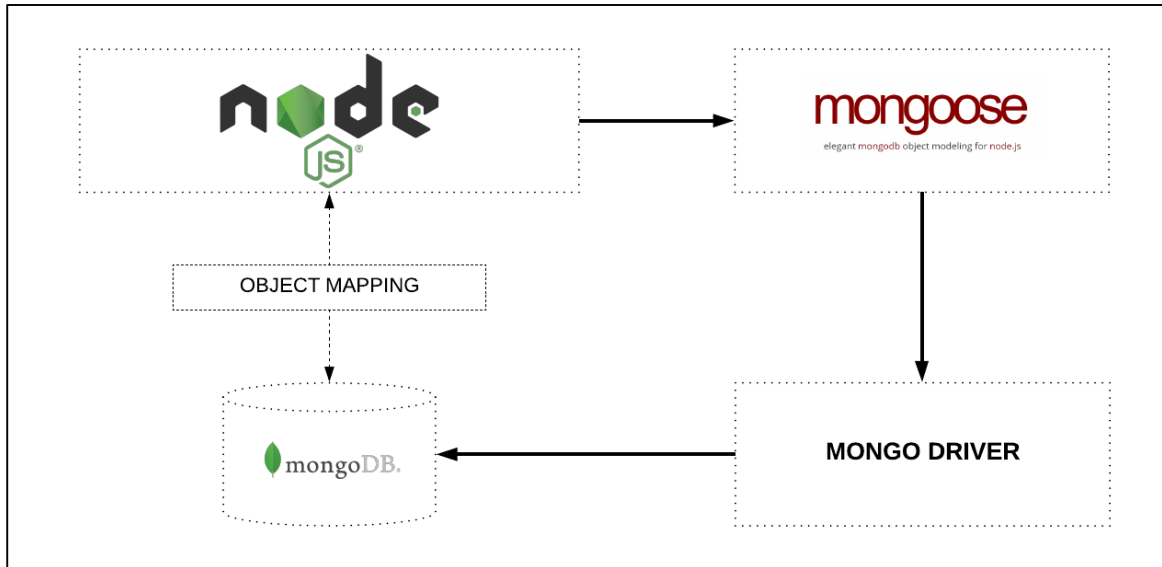 node
JS®
mongoose
elegant mongodb object modeling for node.js
OBJECT MAPPING
mongoDB®
MONGO DRIVER